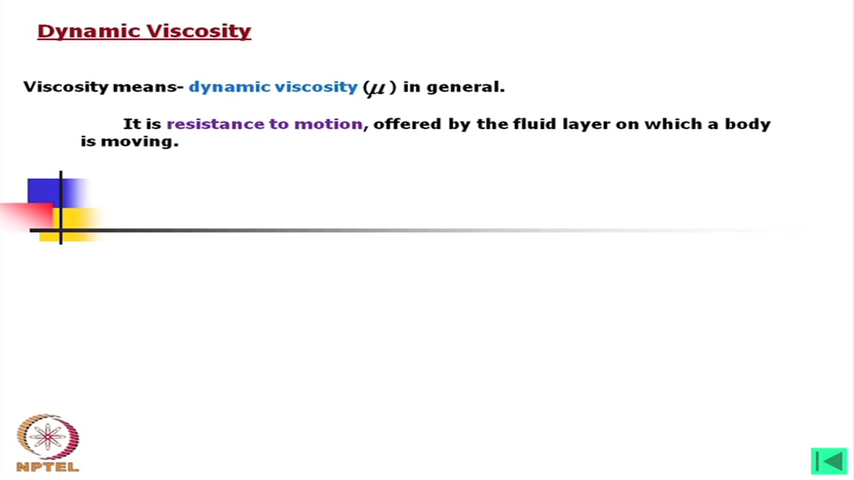 Dynamic Viscosity
Viscosity means- dynamic viscosity (μ) in general.
It is resistance to motion, offered by the fluid layer on which a body
is moving.
NPTEL